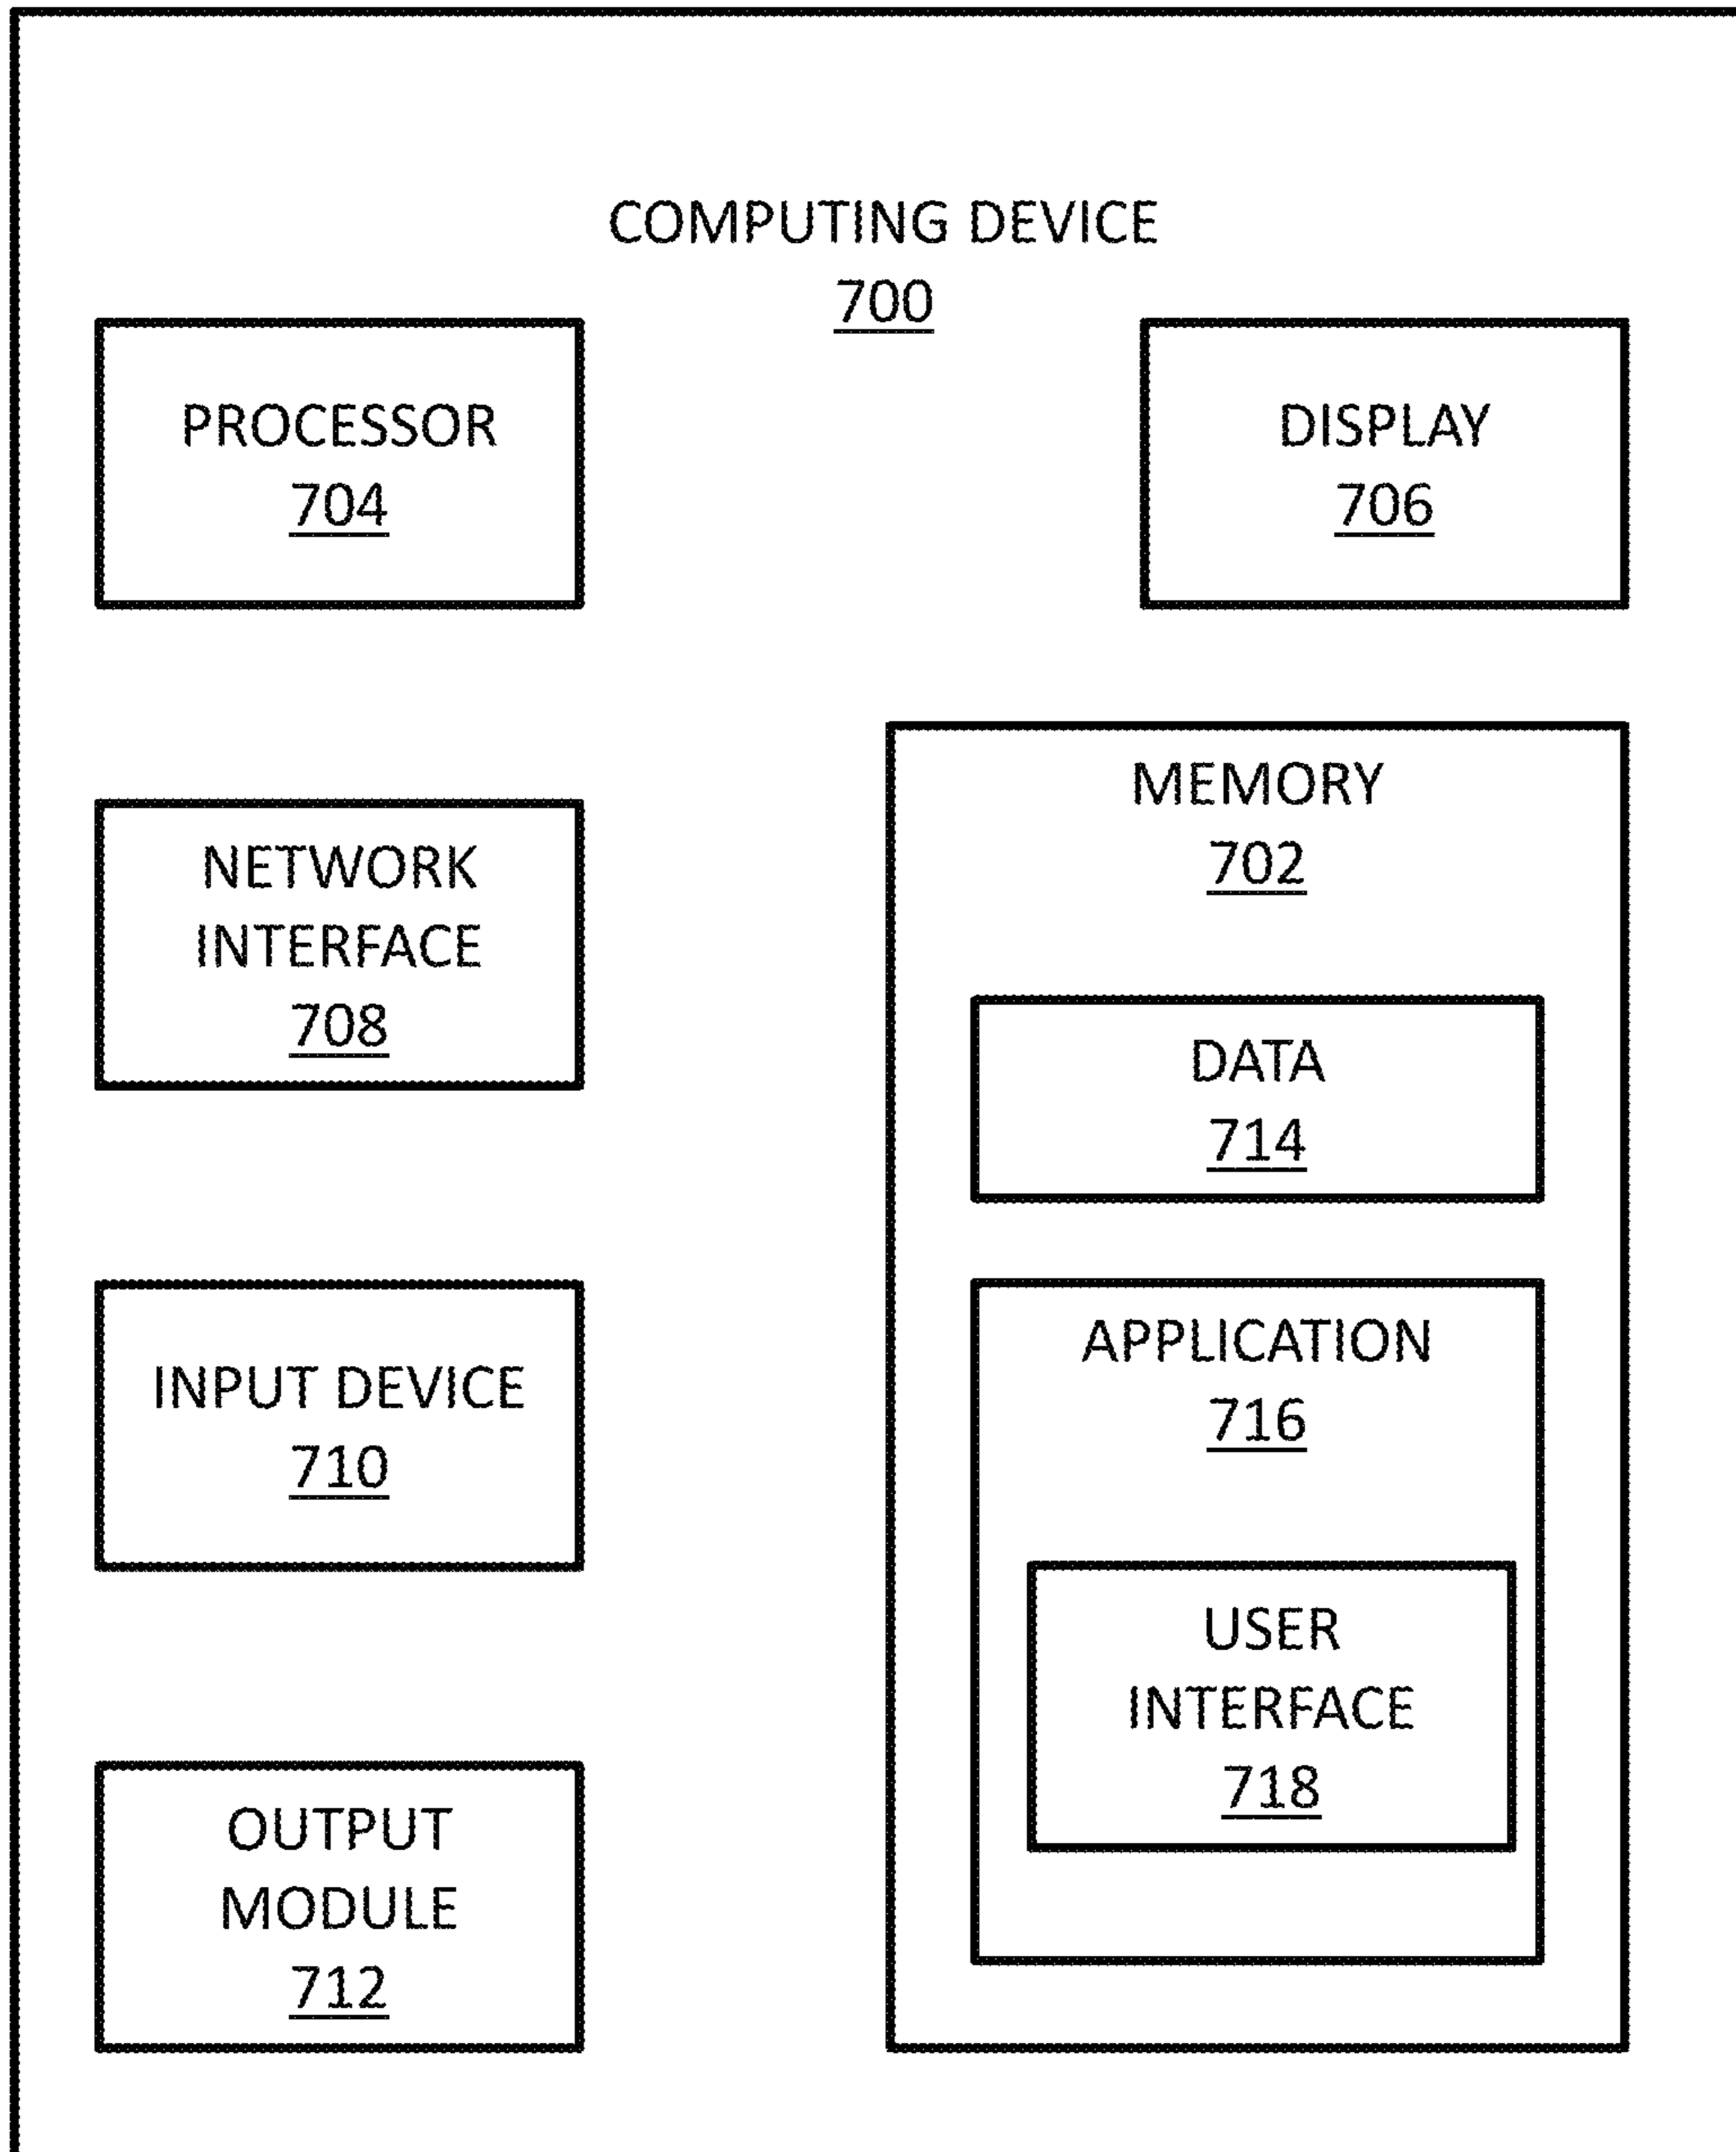 COMPUTING DEVICE
700
PROCESSOR
704
DISPLAY
706
NETWORK
INTERFACE
708
MEMORY
702
DATA
714
INPUT DEVICE
710
APPLICATION
716
USER
INTERFACE
718
OUTPUT
MODULE
712